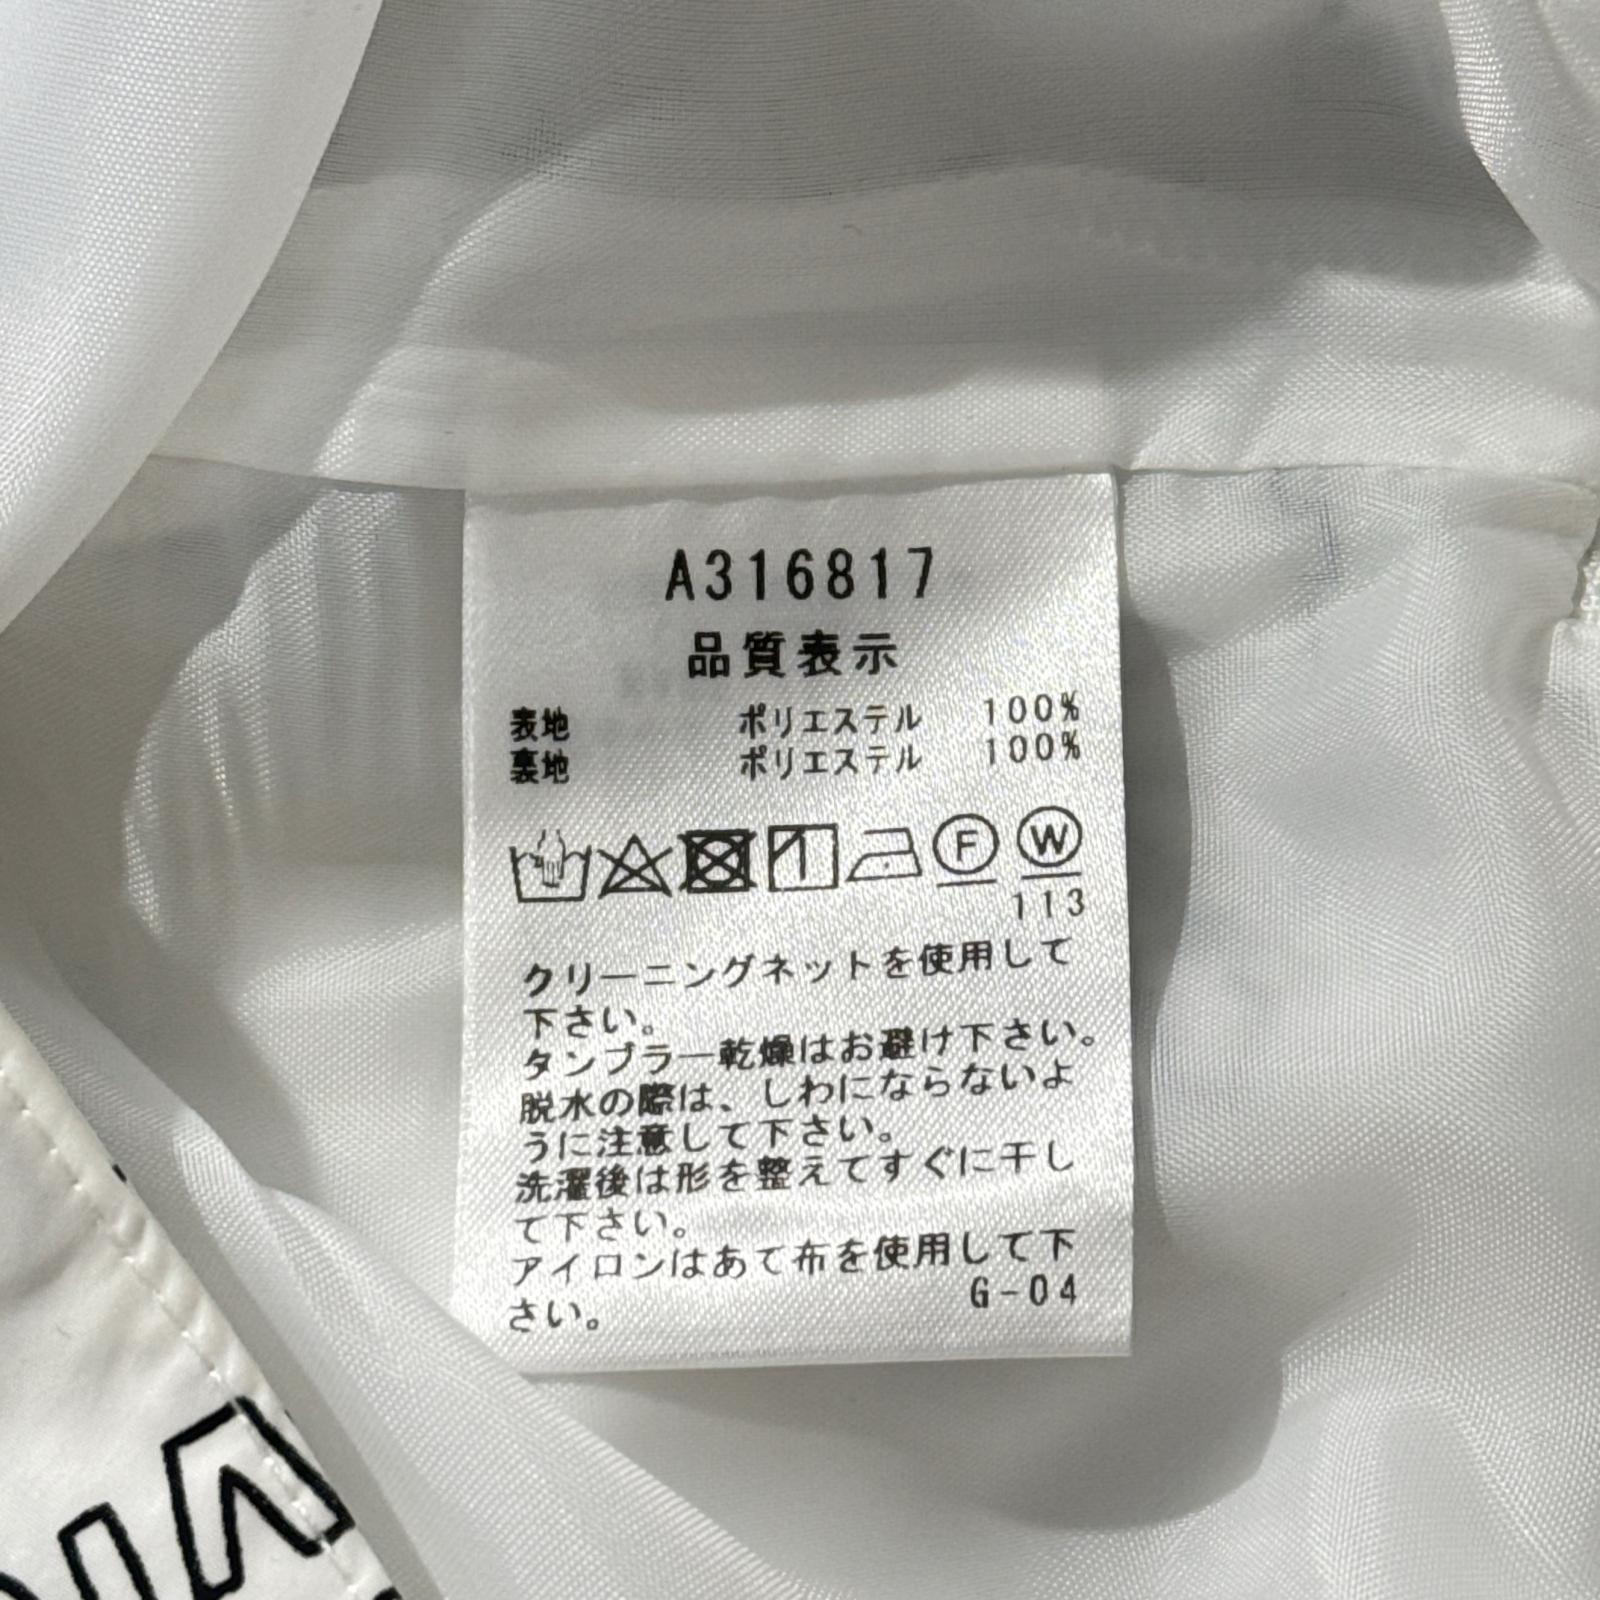 A316817
品質表示
表地 ポリエステル 100%
裏地 ポリエステル 100%
F W
113
クリーニングネットを使用して
下さい。
タンブラー乾燥はお避け下さい。
脱水の際は、しわにならないよ
うに注意して下さい。
洗濯後は形を整えてすぐに干し
て下さい。
アイロンはあて布を使用して下
さい。
G-04